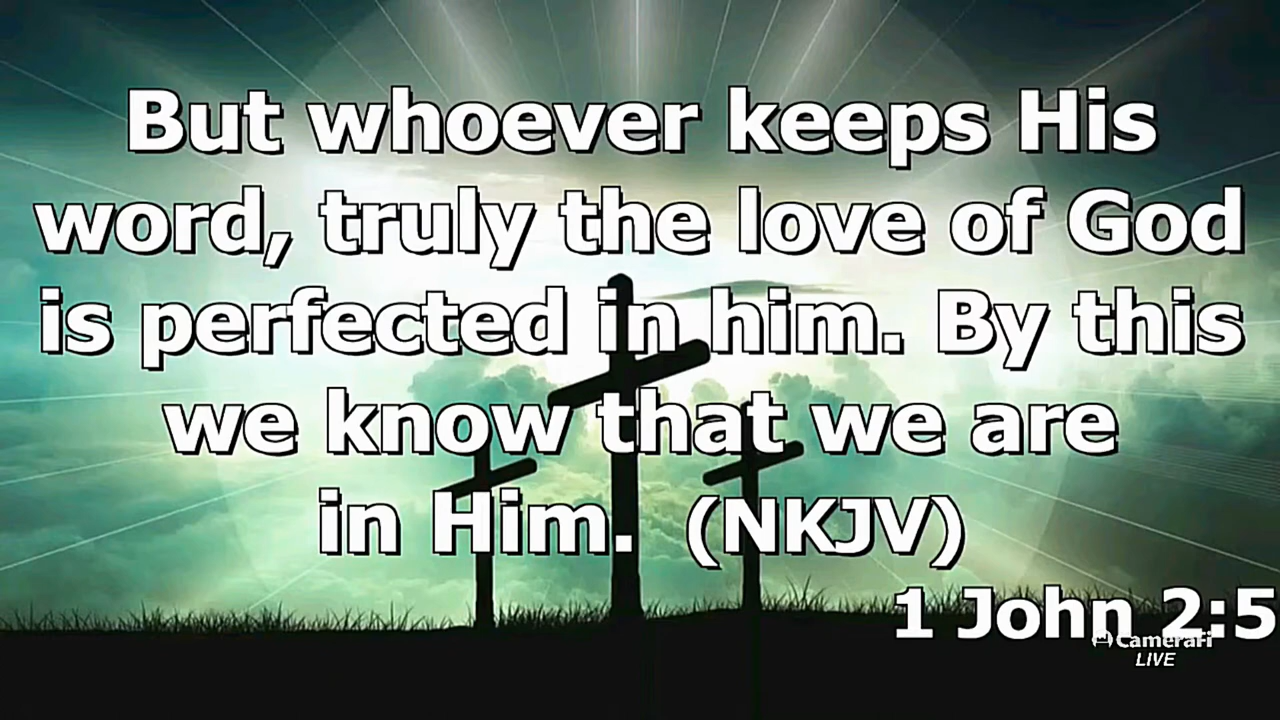 But whoever keeps His
word, truly the love of God
is perfected in him. By this
we know that we are
in Him. (NKJV)
1 John 2:5
CameraFi
LIVE